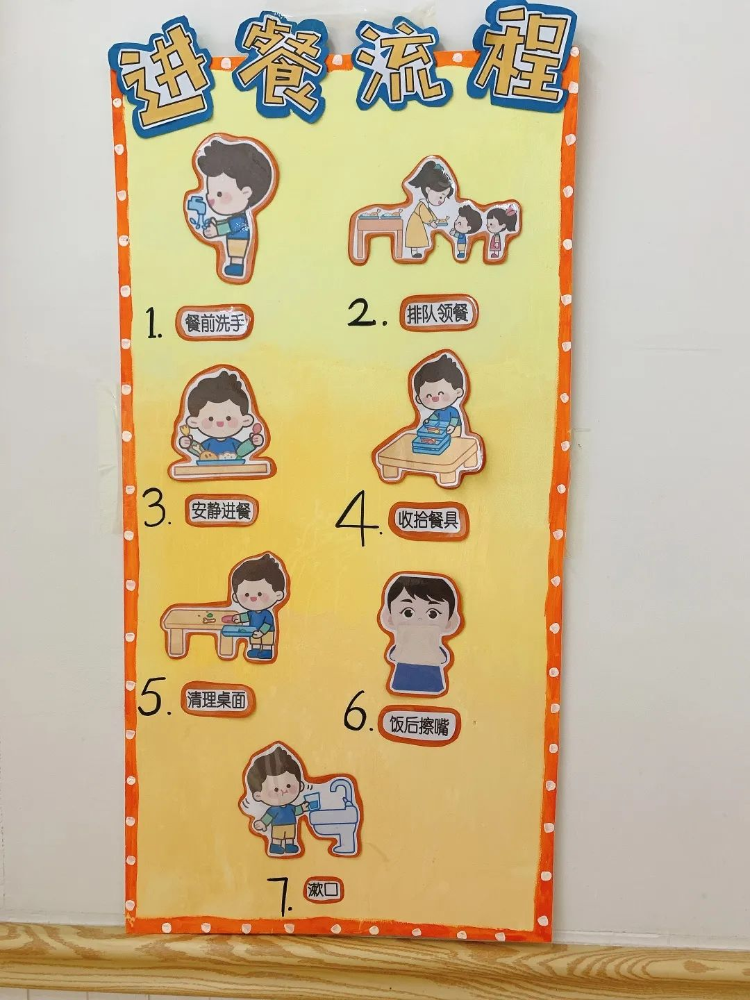 进餐流程
1. 餐前洗手
2. 排队领餐
3. 安静进餐
4. 收拾餐具
5. 清理桌面
6. 饭后擦嘴
7. 漱口